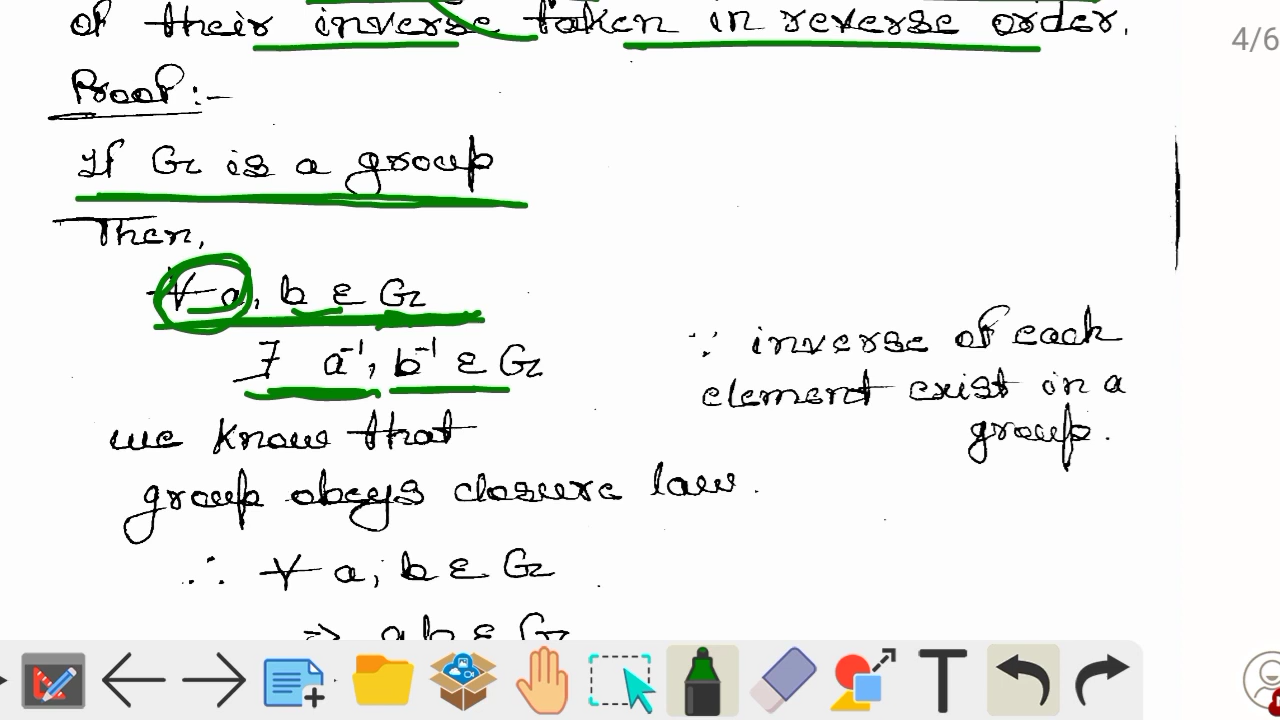 of their inverse taken in reverse order.
4/6
Proof:-
If G is a group
Then,
∀ a, b ε G
∃ a⁻¹, b⁻¹ ε G
∵ inverse of each
element exist in a
group.
we know that
group obeys closure law.
∴ ∀ a, b ε G
⇒ ab ε G
T